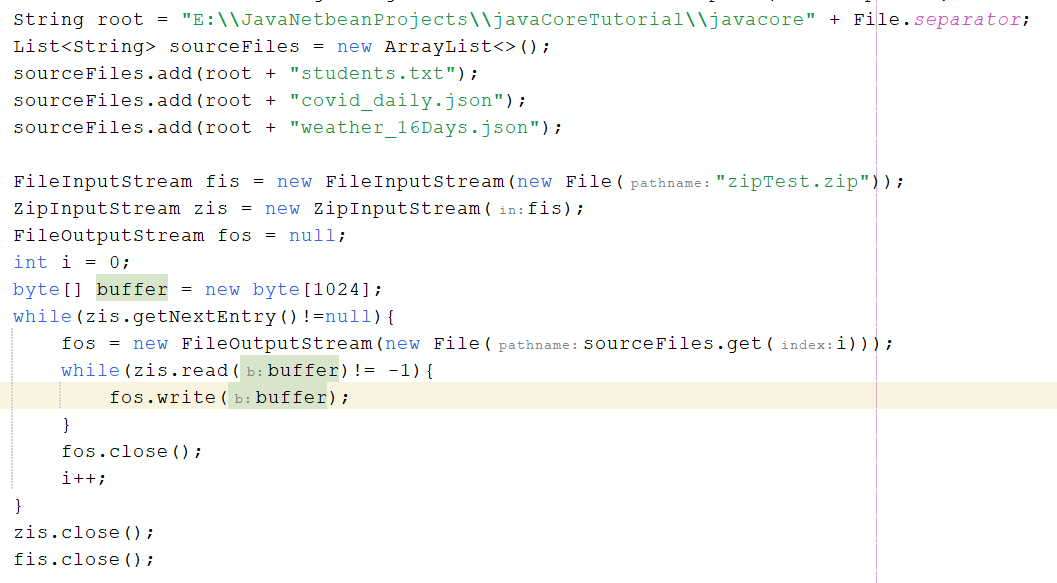 String root = "E:\\JavaNetbeanProjects\\javaCoreTutorial\\javacore" + File.separator;
List<String> sourceFiles = new ArrayList<>();
sourceFiles.add(root + "students.txt");
sourceFiles.add(root + "covid_daily.json");
sourceFiles.add(root + "weather_16Days.json");
FileInputStream fis = new FileInputStream(new File( pathname: "zipTest.zip"));
ZipInputStream zis = new ZipInputStream( in: fis);
FileOutputStream fos = null;
int i = 0;
byte[] buffer = new byte[1024];
while(zis.getNextEntry()!=null){
    fos = new FileOutputStream(new File( pathname: sourceFiles.get( index: i)));
    while(zis.read( b: buffer)!= -1){
        fos.write( b: buffer);
    }
    fos.close();
    i++;
}
zis.close();
fis.close();